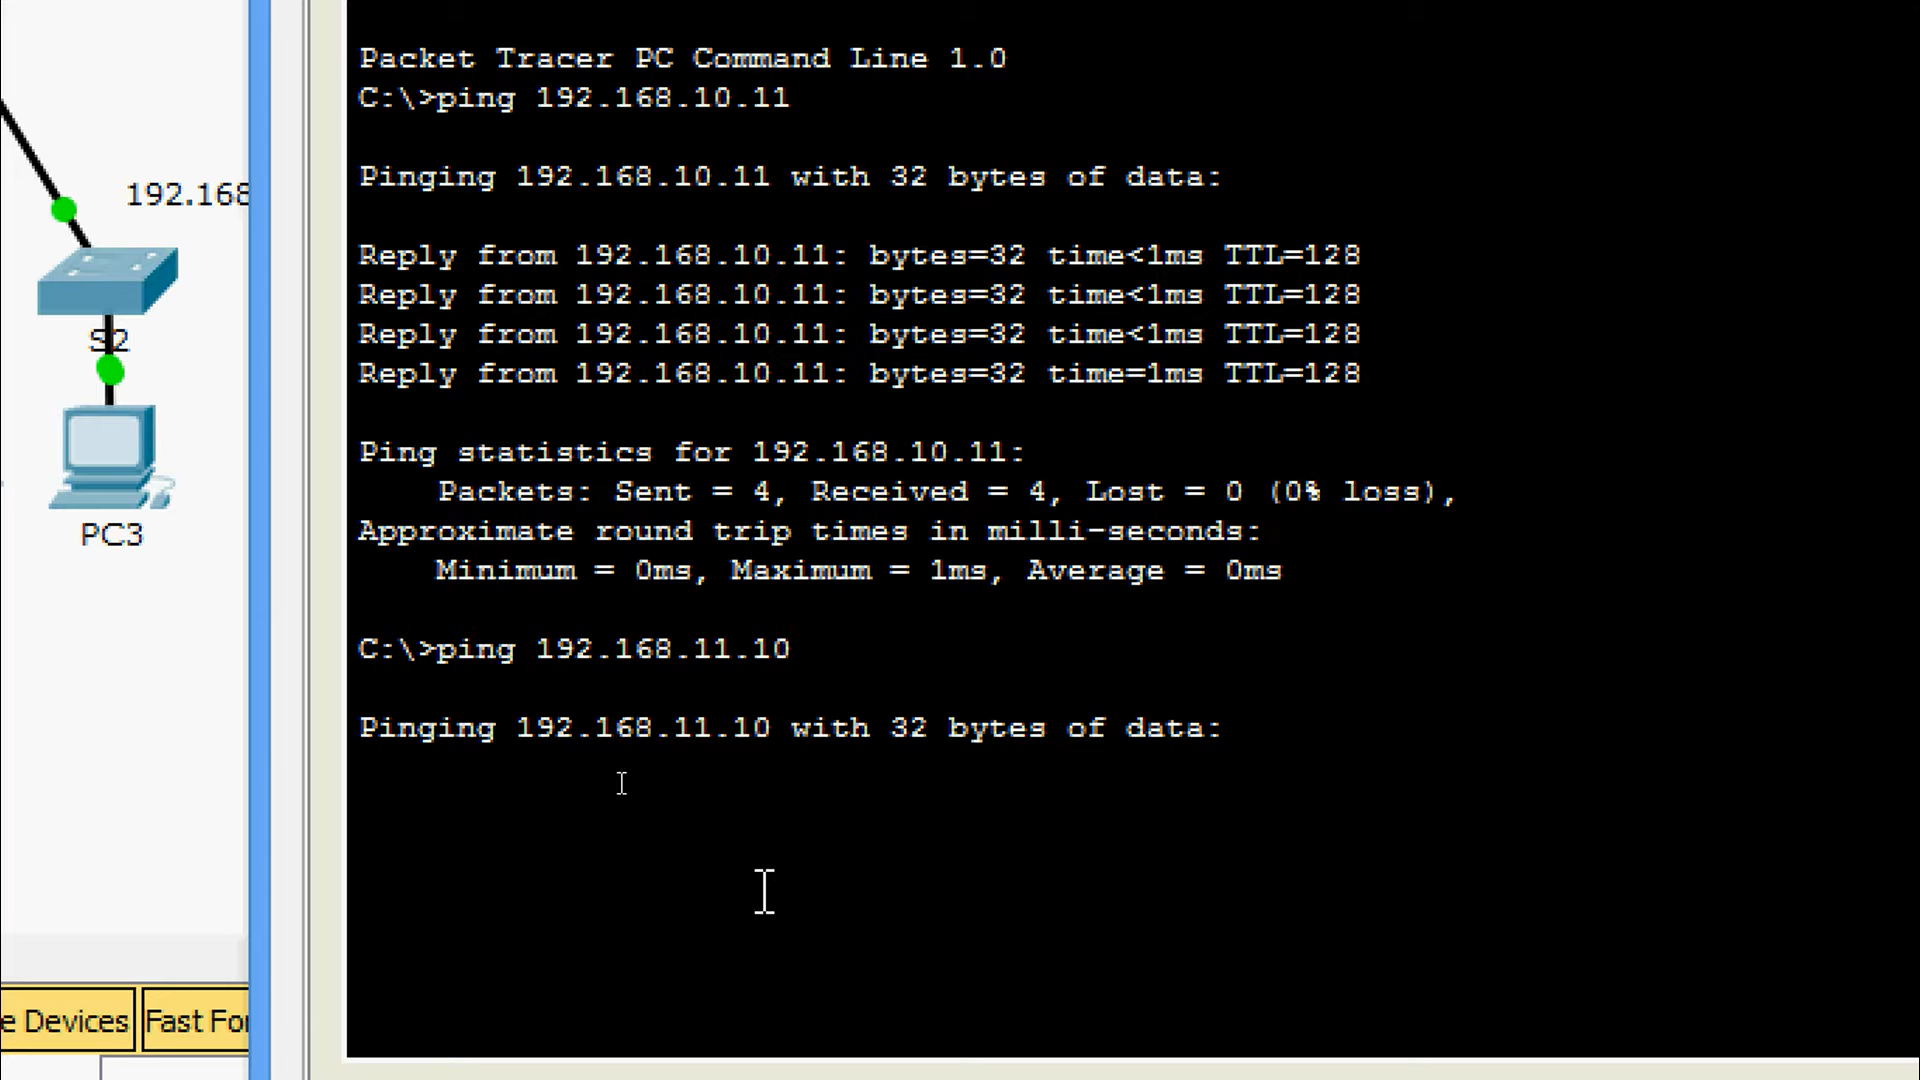 Packet Tracer PC Command Line 1.0
C:\>ping 192.168.10.11
Pinging 192.168.10.11 with 32 bytes of data:
Reply from 192.168.10.11: bytes=32 time<1ms TTL=128
Reply from 192.168.10.11: bytes=32 time<1ms TTL=128
Reply from 192.168.10.11: bytes=32 time<1ms TTL=128
Reply from 192.168.10.11: bytes=32 time=1ms TTL=128
Ping statistics for 192.168.10.11:
Packets: Sent = 4, Received = 4, Lost = 0 (0% loss),
Approximate round trip times in milli-seconds:
Minimum = 0ms, Maximum = 1ms, Average = 0ms
C:\>ping 192.168.11.10
Pinging 192.168.11.10 with 32 bytes of data:
192.168
S2
PC3
e Devices
Fast For